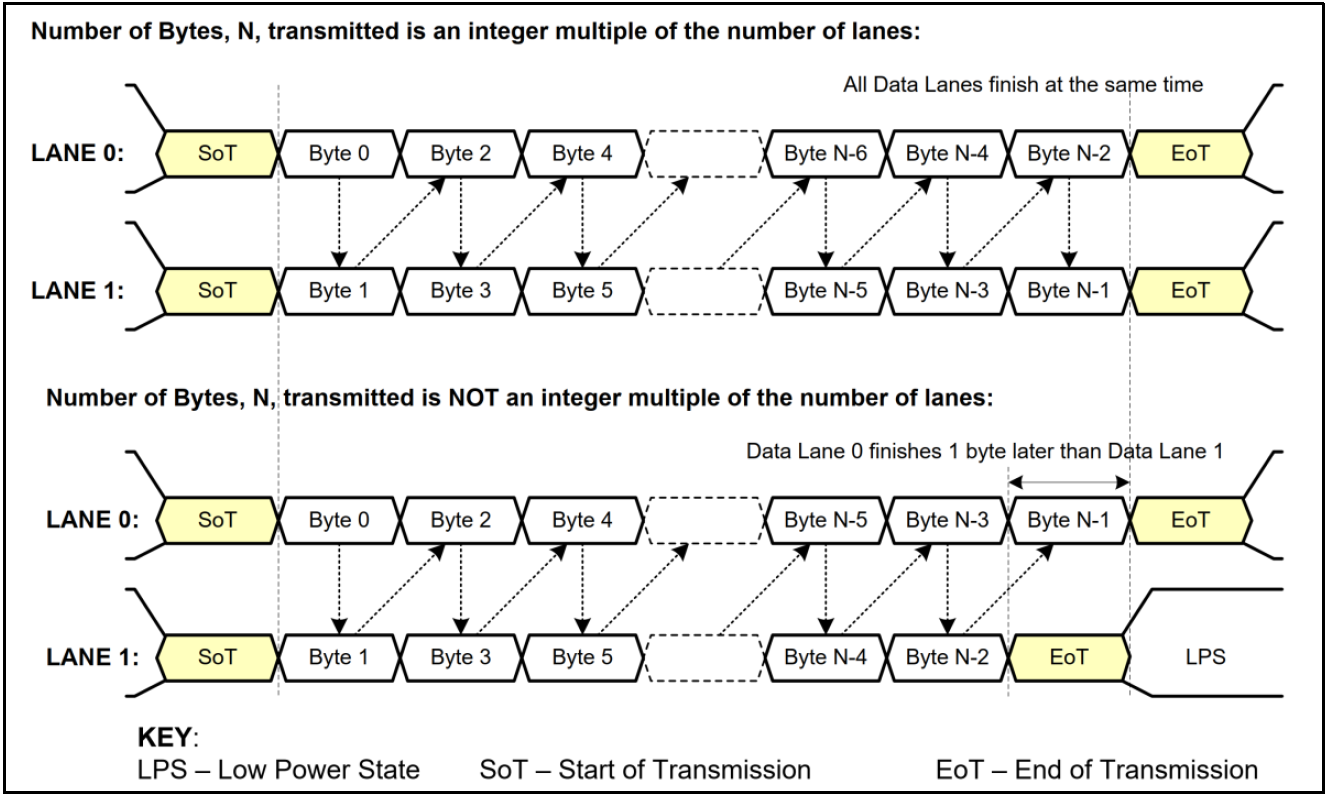 Number of Bytes, N, transmitted is an integer multiple of the number of lanes:
All Data Lanes finish at the same time
LANE 0: SoT Byte 0 Byte 2 Byte 4 Byte N-6 Byte N-4 Byte N-2 EoT
LANE 1: SoT Byte 1 Byte 3 Byte 5 Byte N-5 Byte N-3 Byte N-1 EoT
Number of Bytes, N, transmitted is NOT an integer multiple of the number of lanes:
Data Lane 0 finishes 1 byte later than Data Lane 1
LANE 0: SoT Byte 0 Byte 2 Byte 4 Byte N-5 Byte N-3 Byte N-1 EoT
LANE 1: SoT Byte 1 Byte 3 Byte 5 Byte N-4 Byte N-2 EoT LPS
KEY:
LPS – Low Power State SoT – Start of Transmission EoT – End of Transmission